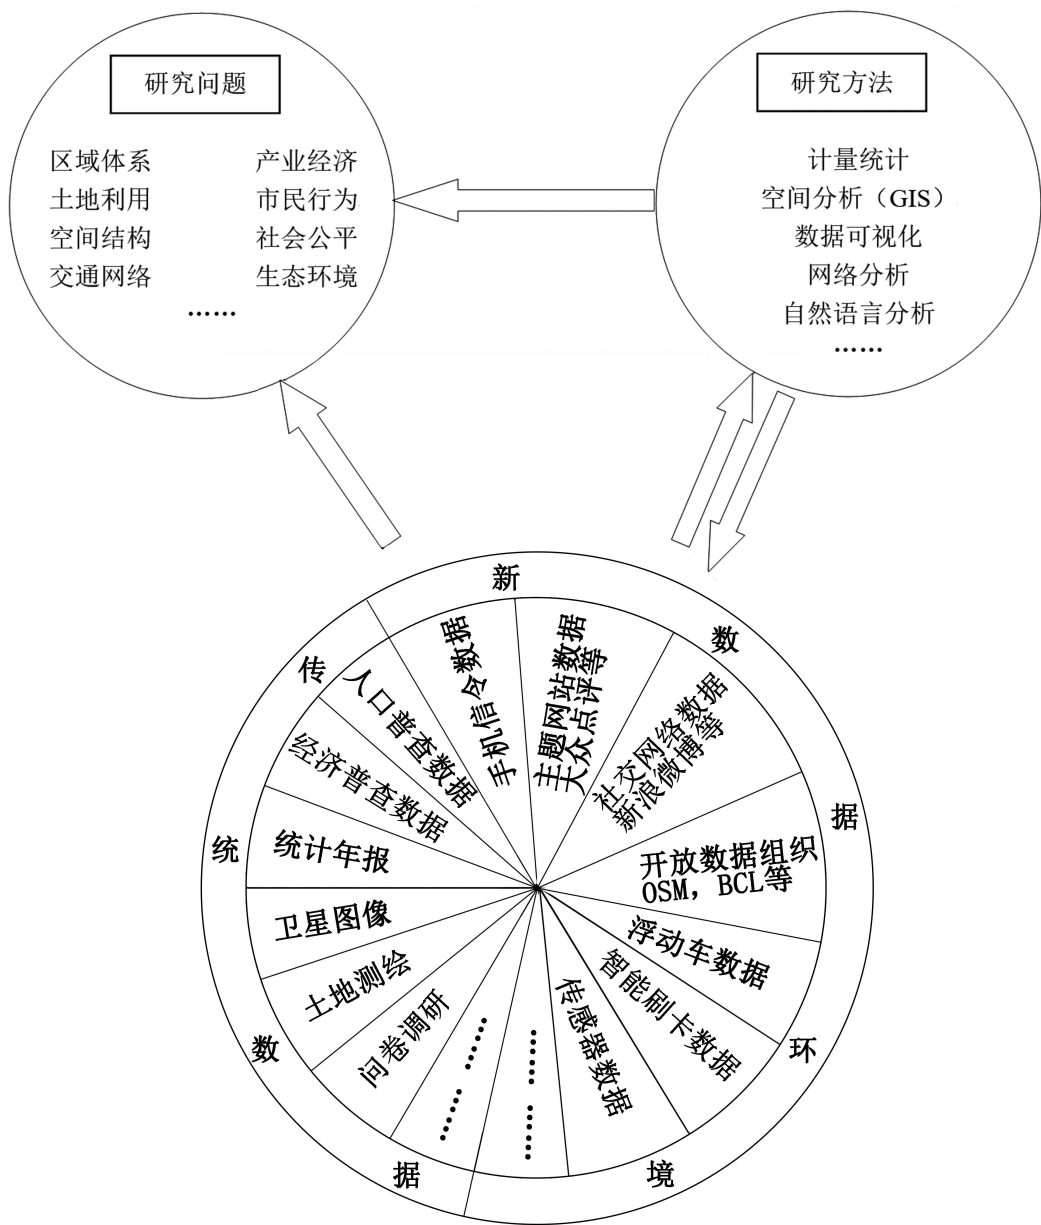 研究问题
区域体系 产业经济
土地利用 市民行为
空间结构 社会公平
交通网络 生态环境
……
研究方法
计量统计
空间分析（GIS）
数据可视化
网络分析
自然语言分析
……
传统数据
人口普查数据
经济普查数据
统计年报
卫星图像
土地测绘
问卷调研
…… ……
新数据环境
手机信令数据
主题网站数据
大众点评等
社交网络数据
新浪微博等
开放数据组织
OSM，BCL等
浮动车数据
智能刷卡数据
传感器数据
…… ……